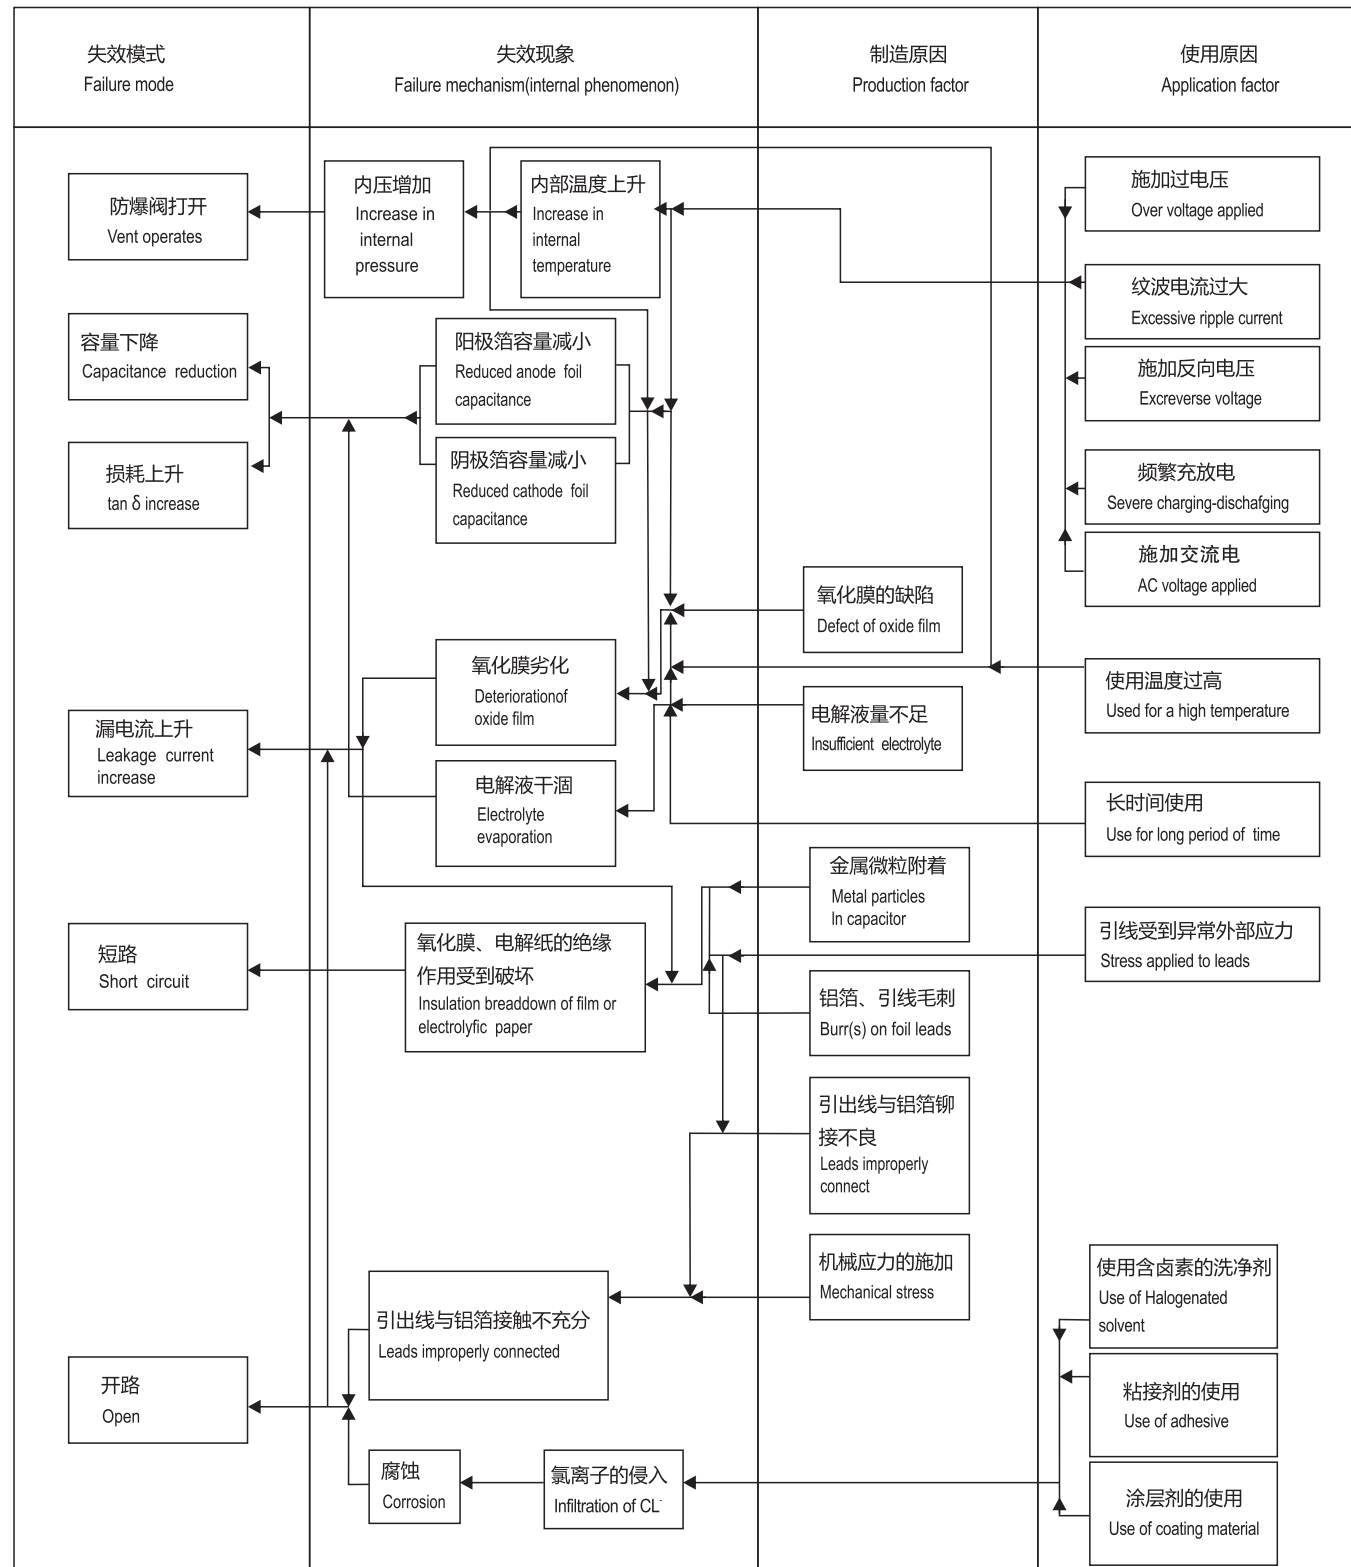 失效模式
Failure mode
失效现象
Failure mechanism(internal phenomenon)
制造原因
Production factor
使用原因
Application factor
防爆阀打开
Vent operates
内压增加
Increase in
internal
pressure
内部温度上升
Increase in
internal
temperature
施加过电压
Over voltage applied
纹波电流过大
Excessive ripple current
容量下降
Capacitance reduction
阳极箔容量减小
Reduced anode foil
capacitance
施加反向电压
Excreverse voltage
损耗上升
tan δ increase
阴极箔容量减小
Reduced cathode foil
capacitance
频繁充放电
Severe charging-dischafging
施加交流电
AC voltage applied
氧化膜的缺陷
Defect of oxide film
氧化膜劣化
Deteriorationof
oxide film
使用温度过高
Used for a high temperature
漏电流上升
Leakage current
increase
电解液量不足
Insufficient electrolyte
电解液干涸
Electrolyte
evaporation
长时间使用
Use for long period of time
金属微粒附着
Metal particles
In capacitor
短路
Short circuit
氧化膜、电解纸的绝缘
作用受到破坏
Insulation breaddown of film or
electrolyfic paper
引线受到异常外部应力
Stress applied to leads
铝箔、引线毛刺
Burr(s) on foil leads
引出线与铝箔铆
接不良
Leads improperly
connect
机械应力的施加
Mechanical stress
引出线与铝箔接触不充分
Leads improperly connected
使用含卤素的洗净剂
Use of Halogenated
solvent
开路
Open
粘接剂的使用
Use of adhesive
腐蚀
Corrosion
氯离子的侵入
Infiltration of CL⁻
涂层剂的使用
Use of coating material